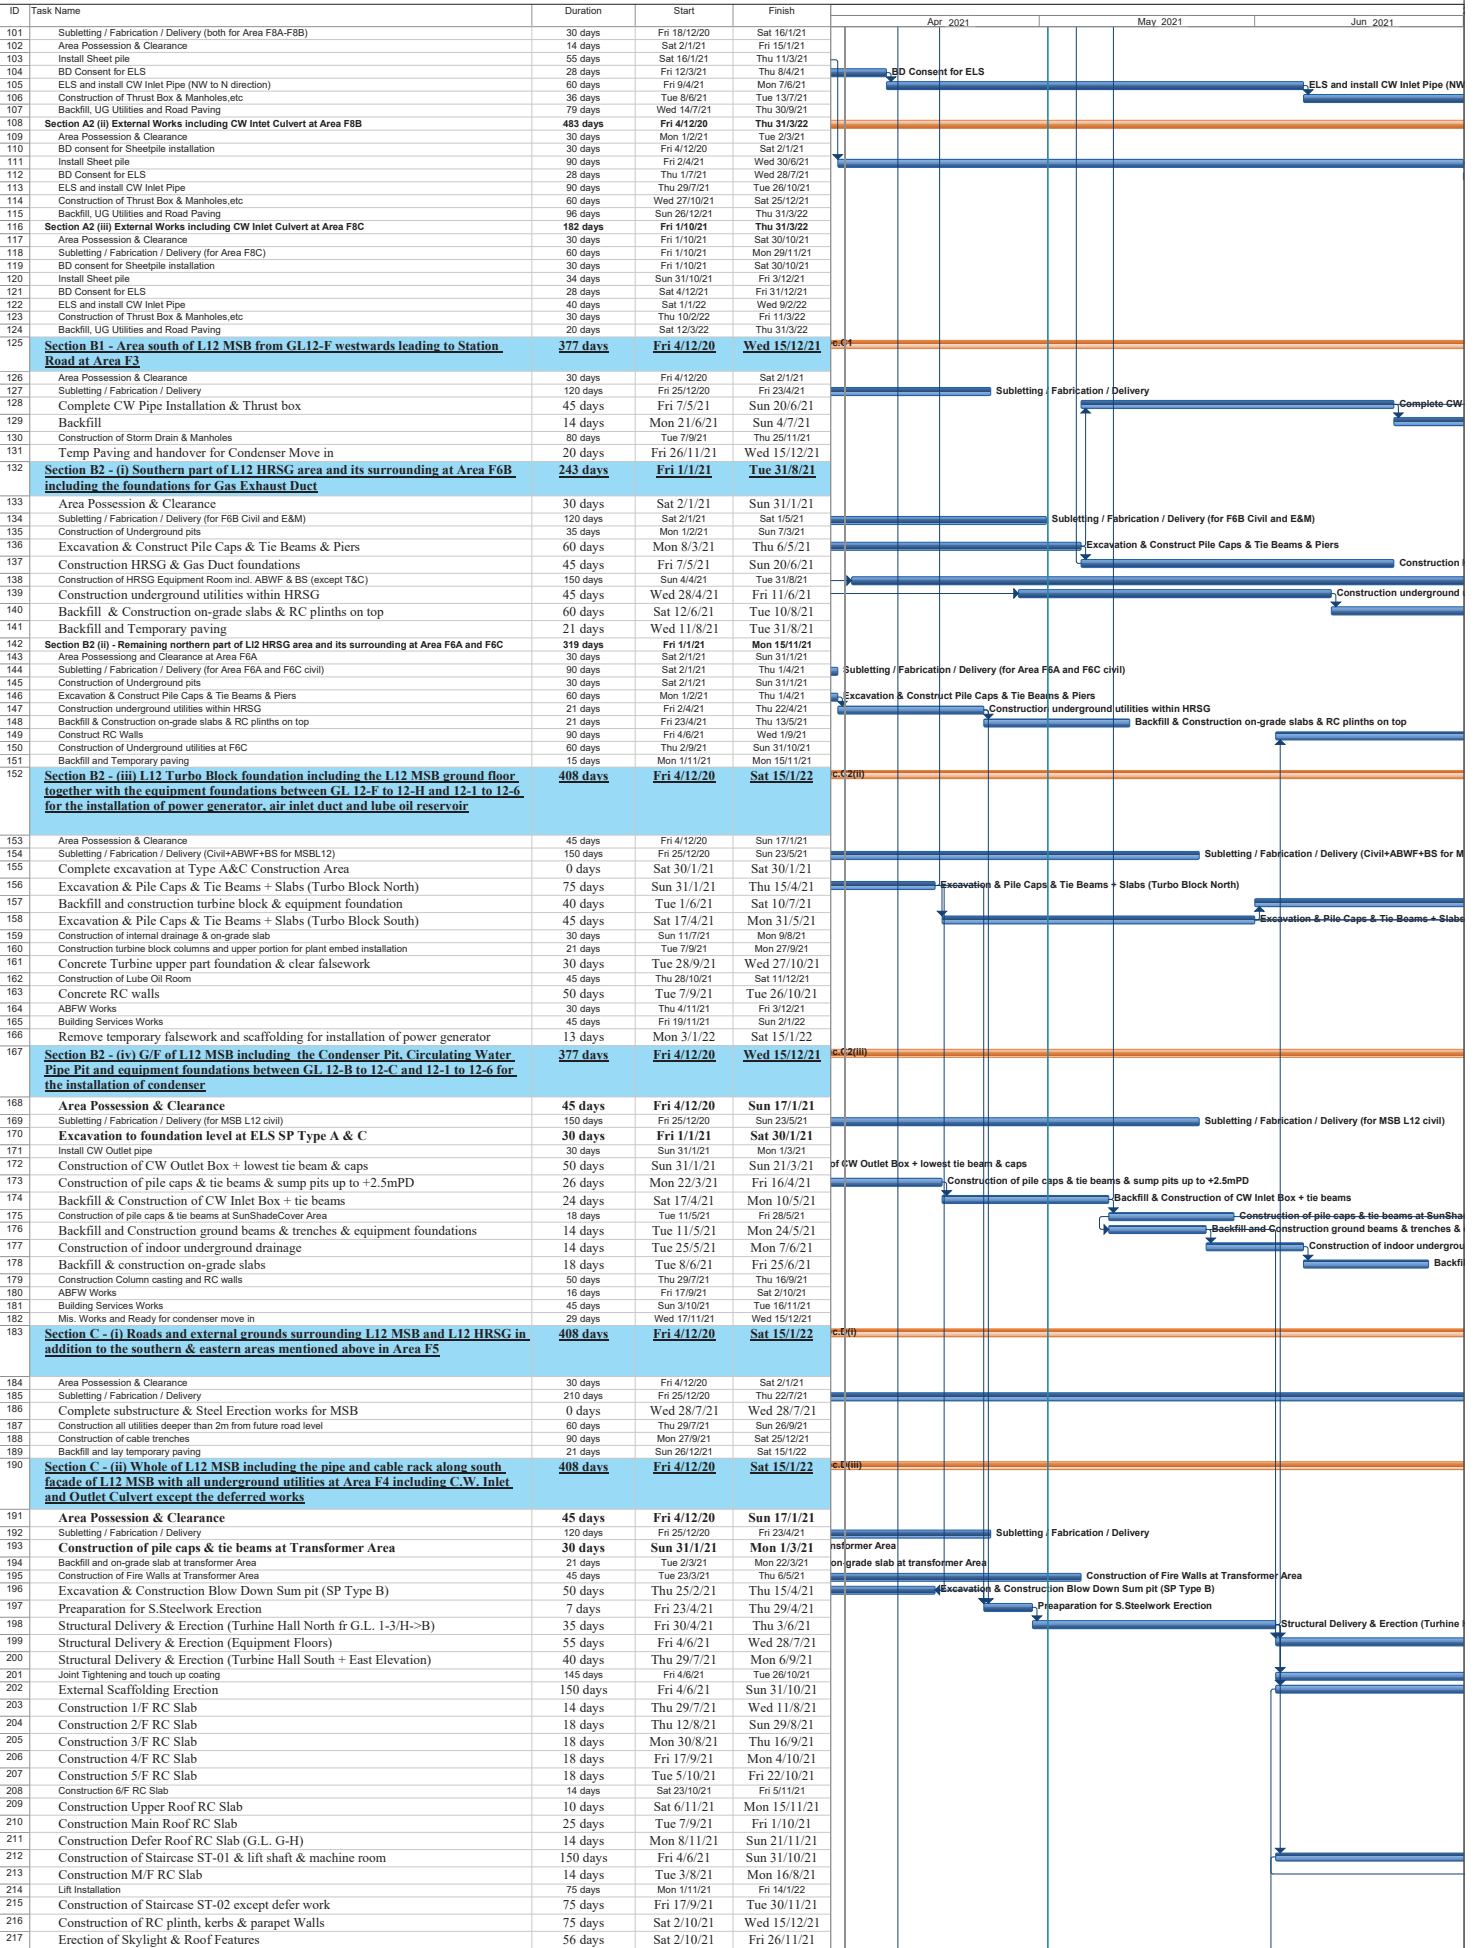 ID Task Name Duration Start Finish
Apr 2021 May 2021 Jun 2021
101 Subletting / Fabrication / Delivery (both for Area F8A-F8B) 30 days Fri 18/12/20 Sat 16/1/21
102 Area Possession & Clearance 14 days Sat 2/1/21 Fri 15/1/21
103 Install Sheet pile 55 days Sat 16/1/21 Thu 11/3/21
104 BD Consent for ELS 28 days Fri 12/3/21 Thu 8/4/21 BD Consent for ELS
105 ELS and install CW Inlet Pipe (NW to N direction) 60 days Fri 9/4/21 Mon 7/6/21 ELS and install CW Inlet Pipe (NW
106 Construction of Thrust Box & Manholes,etc 36 days Tue 8/6/21 Tue 13/7/21
107 Backfill, UG Utilities and Road Paving 79 days Wed 14/7/21 Thu 30/9/21
108 Section A2 (ii) External Works including CW Intet Culvert at Area F8B 483 days Fri 4/12/20 Thu 31/3/22
109 Area Possession & Clearance 30 days Mon 1/2/21 Tue 2/3/21
110 BD consent for Sheetpile installation 30 days Fri 4/12/20 Sat 2/1/21
111 Install Sheet pile 90 days Fri 2/4/21 Wed 30/6/21
112 BD Consent for ELS 28 days Thu 1/7/21 Wed 28/7/21
113 ELS and install CW Inlet Pipe 90 days Thu 29/7/21 Tue 26/10/21
114 Construction of Thrust Box & Manholes,etc 60 days Wed 27/10/21 Sat 25/12/21
115 Backfill, UG Utilities and Road Paving 96 days Sun 26/12/21 Thu 31/3/22
116 Section A2 (iii) External Works including CW Inlet Culvert at Area F8C 182 days Fri 1/10/21 Thu 31/3/22
117 Area Possession & Clearance 30 days Fri 1/10/21 Sat 30/10/21
118 Subletting / Fabrication / Delivery (for Area F8C) 60 days Fri 1/10/21 Mon 29/11/21
119 BD consent for Sheetpile installation 30 days Fri 1/10/21 Sat 30/10/21
120 Install Sheet pile 34 days Sun 31/10/21 Fri 3/12/21
121 BD Consent for ELS 28 days Sat 4/12/21 Fri 31/12/21
122 ELS and install CW Inlet Pipe 40 days Sat 1/1/22 Wed 9/2/22
123 Construction of Thrust Box & Manholes,etc 30 days Thu 10/2/22 Fri 11/3/22
124 Backfill, UG Utilities and Road Paving 20 days Sat 12/3/22 Thu 31/3/22
125 Section B1 - Area south of L12 MSB from GL12-F westwards leading to Station 377 days Fri 4/12/20 Wed 15/12/21 c.C1
Road at Area F3
126 Area Possession & Clearance 30 days Fri 4/12/20 Sat 2/1/21
127 Subletting / Fabrication / Delivery 120 days Fri 25/12/20 Fri 23/4/21 Subletting / Fabrication / Delivery
128 Complete CW Pipe Installation & Thrust box 45 days Fri 7/5/21 Sun 20/6/21 Complete CW
129 Backfill 14 days Mon 21/6/21 Sun 4/7/21
130 Construction of Storm Drain & Manholes 80 days Tue 7/9/21 Thu 25/11/21
131 Temp Paving and handover for Condenser Move in 20 days Fri 26/11/21 Wed 15/12/21
132 Section B2 - (i) Southern part of L12 HRSG area and its surrounding at Area F6B 243 days Fri 1/1/21 Tue 31/8/21
including the foundations for Gas Exhaust Duct
133 Area Possession & Clearance 30 days Sat 2/1/21 Sun 31/1/21
134 Subletting / Fabrication / Delivery (for F6B Civil and E&M) 120 days Sat 2/1/21 Sat 1/5/21 Subletting / Fabrication / Delivery (for F6B Civil and E&M)
135 Construction of Underground pits 35 days Mon 1/2/21 Sun 7/3/21
136 Excavation & Construct Pile Caps & Tie Beams & Piers 60 days Mon 8/3/21 Thu 6/5/21 Excavation & Construct Pile Caps & Tie Beams & Piers
137 Construction HRSG & Gas Duct foundations 45 days Fri 7/5/21 Sun 20/6/21 Construction
138 Construction of HRSG Equipment Room incl. ABWF & BS (except T&C) 150 days Sun 4/4/21 Tue 31/8/21
139 Construction underground utilities within HRSG 45 days Wed 28/4/21 Fri 11/6/21 Construction underground
140 Backfill & Construction on-grade slabs & RC plinths on top 60 days Sat 12/6/21 Tue 10/8/21
141 Backfill and Temporary paving 21 days Wed 11/8/21 Tue 31/8/21
142 Section B2 (ii) - Remaining northern part of LI2 HRSG area and its surrounding at Area F6A and F6C 319 days Fri 1/1/21 Mon 15/11/21
143 Area Possessiong and Clearance at Area F6A 30 days Sat 2/1/21 Sun 31/1/21
144 Subletting / Fabrication / Delivery (for Area F6A and F6C civil) 90 days Sat 2/1/21 Thu 1/4/21 Subletting / Fabrication / Delivery (for Area F6A and F6C civil)
145 Construction of Underground pits 30 days Sat 2/1/21 Sun 31/1/21
146 Excavation & Construct Pile Caps & Tie Beams & Piers 60 days Mon 1/2/21 Thu 1/4/21 Excavation & Construct Pile Caps & Tie Beams & Piers
147 Construction underground utilities within HRSG 21 days Fri 2/4/21 Thu 22/4/21 Construction underground utilities within HRSG
148 Backfill & Construction on-grade slabs & RC plinths on top 21 days Fri 23/4/21 Thu 13/5/21 Backfill & Construction on-grade slabs & RC plinths on top
149 Construct RC Walls 90 days Fri 4/6/21 Wed 1/9/21
150 Construction of Underground utilities at F6C 60 days Thu 2/9/21 Sun 31/10/21
151 Backfill and Temporary paving 15 days Mon 1/11/21 Mon 15/11/21
152 Section B2 - (iii) L12 Turbo Block foundation including the L12 MSB ground floor 408 days Fri 4/12/20 Sat 15/1/22 c.C2(ii)
together with the equipment foundations between GL 12-F to 12-H and 12-1 to 12-6
for the installation of power generator, air inlet duct and lube oil reservoir
153 Area Possession & Clearance 45 days Fri 4/12/20 Sun 17/1/21
154 Subletting / Fabrication / Delivery (Civil+ABWF+BS for MSBL12) 150 days Fri 25/12/20 Sun 23/5/21 Subletting / Fabrication / Delivery (Civil+ABWF+BS for M
155 Complete excavation at Type A&C Construction Area 0 days Sat 30/1/21 Sat 30/1/21
156 Excavation & Pile Caps & Tie Beams + Slabs (Turbo Block North) 75 days Sun 31/1/21 Thu 15/4/21 Excavation & Pile Caps & Tie Beams + Slabs (Turbo Block North)
157 Backfill and construction turbine block & equipment foundation 40 days Tue 1/6/21 Sat 10/7/21
158 Excavation & Pile Caps & Tie Beams + Slabs (Turbo Block South) 45 days Sat 17/4/21 Mon 31/5/21 Excavation & Pile Caps & Tie Beams + Slabs
159 Construction of internal drainage & on-grade slab 30 days Sun 11/7/21 Mon 9/8/21
160 Construction turbine block columns and upper portion for plant embed installation 21 days Tue 7/9/21 Mon 27/9/21
161 Concrete Turbine upper part foundation & clear falsework 30 days Tue 28/9/21 Wed 27/10/21
162 Construction of Lube Oil Room 45 days Thu 28/10/21 Sat 11/12/21
163 Concrete RC walls 50 days Tue 7/9/21 Tue 26/10/21
164 ABFW Works 30 days Thu 4/11/21 Fri 3/12/21
165 Building Services Works 45 days Fri 19/11/21 Sun 2/1/22
166 Remove temporary falsework and scaffolding for installation of power generator 13 days Mon 3/1/22 Sat 15/1/22
167 Section B2 - (iv) G/F of L12 MSB including the Condenser Pit, Circulating Water 377 days Fri 4/12/20 Wed 15/12/21 c.C2(iii)
Pipe Pit and equipment foundations between GL 12-B to 12-C and 12-1 to 12-6 for
the installation of condenser
168 Area Possession & Clearance 45 days Fri 4/12/20 Sun 17/1/21
169 Subletting / Fabrication / Delivery (for MSB L12 civil) 150 days Fri 25/12/20 Sun 23/5/21 Subletting / Fabrication / Delivery (for MSB L12 civil)
170 Excavation to foundation level at ELS SP Type A & C 30 days Fri 1/1/21 Sat 30/1/21
171 Install CW Outlet pipe 30 days Sun 31/1/21 Mon 1/3/21
172 Construction of CW Outlet Box + lowest tie beam & caps 50 days Sun 31/1/21 Sun 21/3/21 of CW Outlet Box + lowest tie beam & caps
173 Construction of pile caps & tie beams & sump pits up to +2.5mPD 26 days Mon 22/3/21 Fri 16/4/21 Construction of pile caps & tie beams & sump pits up to +2.5mPD
174 Backfill & Construction of CW Inlet Box + tie beams 24 days Sat 17/4/21 Mon 10/5/21 Backfill & Construction of CW Inlet Box + tie beams
175 Construction of pile caps & tie beams at SunShadeCover Area 18 days Tue 11/5/21 Fri 28/5/21 Construction of pile caps & tie beams at SunSha
176 Backfill and Construction ground beams & trenches & equipment foundations 14 days Tue 11/5/21 Mon 24/5/21 Backfill and Construction ground beams & trenches &
177 Construction of indoor underground drainage 14 days Tue 25/5/21 Mon 7/6/21 Construction of indoor undergrou
178 Backfill & construction on-grade slabs 18 days Tue 8/6/21 Fri 25/6/21 Backfi
179 Construction Column casting and RC walls 50 days Thu 29/7/21 Thu 16/9/21
180 ABFW Works 16 days Fri 17/9/21 Sat 2/10/21
181 Building Services Works 45 days Sun 3/10/21 Tue 16/11/21
182 Mis. Works and Ready for condenser move in 29 days Wed 17/11/21 Wed 15/12/21
183 Section C - (i) Roads and external grounds surrounding L12 MSB and L12 HRSG in 408 days Fri 4/12/20 Sat 15/1/22 c.D(i)
addition to the southern & eastern areas mentioned above in Area F5
184 Area Possession & Clearance 30 days Fri 4/12/20 Sat 2/1/21
185 Subletting / Fabrication / Delivery 210 days Fri 25/12/20 Thu 22/7/21
186 Complete substructure & Steel Erection works for MSB 0 days Wed 28/7/21 Wed 28/7/21
187 Construction all utilities deeper than 2m from future road level 60 days Thu 29/7/21 Sun 26/9/21
188 Construction of cable trenches 90 days Mon 27/9/21 Sat 25/12/21
189 Backfill and lay temporary paving 21 days Sun 26/12/21 Sat 15/1/22
190 Section C - (ii) Whole of L12 MSB including the pipe and cable rack along south 408 days Fri 4/12/20 Sat 15/1/22 c.D(iii)
façade of L12 MSB with all underground utilities at Area F4 including C.W. Inlet
and Outlet Culvert except the deferred works
191 Area Possession & Clearance 45 days Fri 4/12/20 Sun 17/1/21
192 Subletting / Fabrication / Delivery 120 days Fri 25/12/20 Fri 23/4/21 Subletting / Fabrication / Delivery
193 Construction of pile caps & tie beams at Transformer Area 30 days Sun 31/1/21 Mon 1/3/21 nsformer Area
194 Backfill and on-grade slab at transformer Area 21 days Tue 2/3/21 Mon 22/3/21 on-grade slab at transformer Area
195 Construction of Fire Walls at Transformer Area 45 days Tue 23/3/21 Thu 6/5/21 Construction of Fire Walls at Transformer Area
196 Excavation & Construction Blow Down Sum pit (SP Type B) 50 days Thu 25/2/21 Thu 15/4/21 Excavation & Construction Blow Down Sum pit (SP Type B)
197 Preaparation for S.Steelwork Erection 7 days Fri 23/4/21 Thu 29/4/21 Preaparation for S.Steelwork Erection
198 Structural Delivery & Erection (Turhine Hall North fr G.L. 1-3/H->B) 35 days Fri 30/4/21 Thu 3/6/21 Structural Delivery & Erection (Turhine
199 Structural Delivery & Erection (Equipment Floors) 55 days Fri 4/6/21 Wed 28/7/21
200 Structural Delivery & Erection (Turbine Hall South + East Elevation) 40 days Thu 29/7/21 Mon 6/9/21
201 Joint Tightening and touch up coating 145 days Fri 4/6/21 Tue 26/10/21
202 External Scaffolding Erection 150 days Fri 4/6/21 Sun 31/10/21
203 Construction 1/F RC Slab 14 days Thu 29/7/21 Wed 11/8/21
204 Construction 2/F RC Slab 18 days Thu 12/8/21 Sun 29/8/21
205 Construction 3/F RC Slab 18 days Mon 30/8/21 Thu 16/9/21
206 Construction 4/F RC Slab 18 days Fri 17/9/21 Mon 4/10/21
207 Construction 5/F RC Slab 18 days Tue 5/10/21 Fri 22/10/21
208 Construction 6/F RC Slab 14 days Sat 23/10/21 Fri 5/11/21
209 Construction Upper Roof RC Slab 10 days Sat 6/11/21 Mon 15/11/21
210 Construction Main Roof RC Slab 25 days Tue 7/9/21 Fri 1/10/21
211 Construction Defer Roof RC Slab (G.L. G-H) 14 days Mon 8/11/21 Sun 21/11/21
212 Construction of Staircase ST-01 & lift shaft & machine room 150 days Fri 4/6/21 Sun 31/10/21
213 Construction M/F RC Slab 14 days Tue 3/8/21 Mon 16/8/21
214 Lift Installation 75 days Mon 1/11/21 Fri 14/1/22
215 Construction of Staircase ST-02 except defer work 75 days Fri 17/9/21 Tue 30/11/21
216 Construction of RC plinth, kerbs & parapet Walls 75 days Sat 2/10/21 Wed 15/12/21
217 Erection of Skylight & Roof Features 56 days Sat 2/10/21 Fri 26/11/21